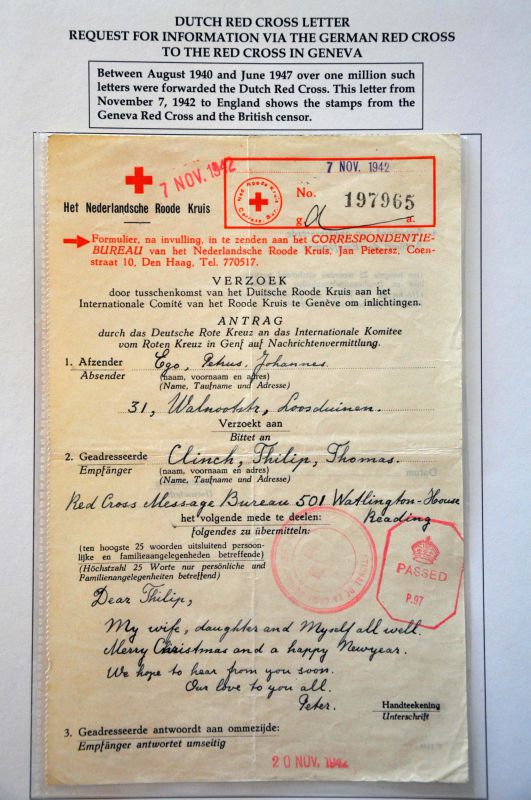 DUTCH RED CROSS LETTER
REQUEST FOR INFORMATION VIA THE GERMAN RED CROSS
TO THE RED CROSS IN GENEVA
Between August 1940 and June 1947 over one million such
letters were forwarded the Dutch Red Cross. This letter from
November 7, 1942 to England shows the stamps from the
Geneva Red Cross and the British censor.
7 NOV. 1942
7 NOV. 1942
Het Nederlandsche Roode Kruis
No. 197965
Formulier, na invulling, in te zenden aan het CORRESPONDENTIE-
BUREAU van het Nederlandsche Roode Kruis, Jan Pietersz, Coen-
straat 10, Den Haag, Tel. 770517.
VERZOEK
door tusschenkomst van het Duitsche Roode Kruis aan het
Internationale Comité van het Roode Kruis te Genève om inlichtingen.
ANTRAG
durch das Deutsche Rote Kreuz an das Internationale Komitee
vom Roten Kreuz in Genf auf Nachrichtenvermittlung.
1. Afzender Ego, Petrus, Johannes.
Absender (naam, voornaam en adres)
(Name, Taufname und Adresse)
31, Walnootstr, Loosduinen.
Verzoekt aan
Bittet an
2. Geadresseerde Clinch, Philip, Thomas.
Empfänger (naam, voornaam en adres)
(Name, Taufname und Adresse)
Red Cross Message Bureau 501 Watlington-House
Reading
het volgende mede te deelen:
folgendes zu übermitteln:
(ten hoogste 25 woorden uitsluitend persoon-
lijke en familieaangelegenheden betreffende)
(Höchstzahl 25 Worte nur persönliche und
Familienangelegenheiten betreffend)
PASSED
P.97
Dear Philip,
My wife, daughter and Myself all well.
Merry Christmas and a happy Newyear.
We hope to hear from you soon.
Our love to you all.
Peter.
Handteekening
Unterschrift
3. Geadresseerde antwoordt aan ommezijde:
Empfänger antwortet umseitig
20 NOV. 1942